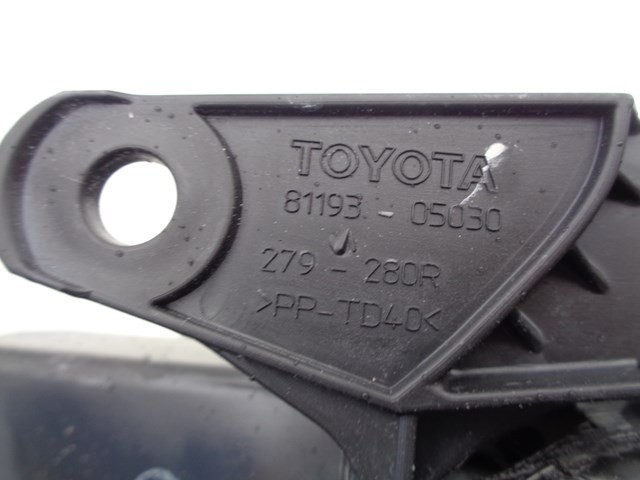 TOYOTA
81193 - 05030
279 - 280R
>PP-TD40<